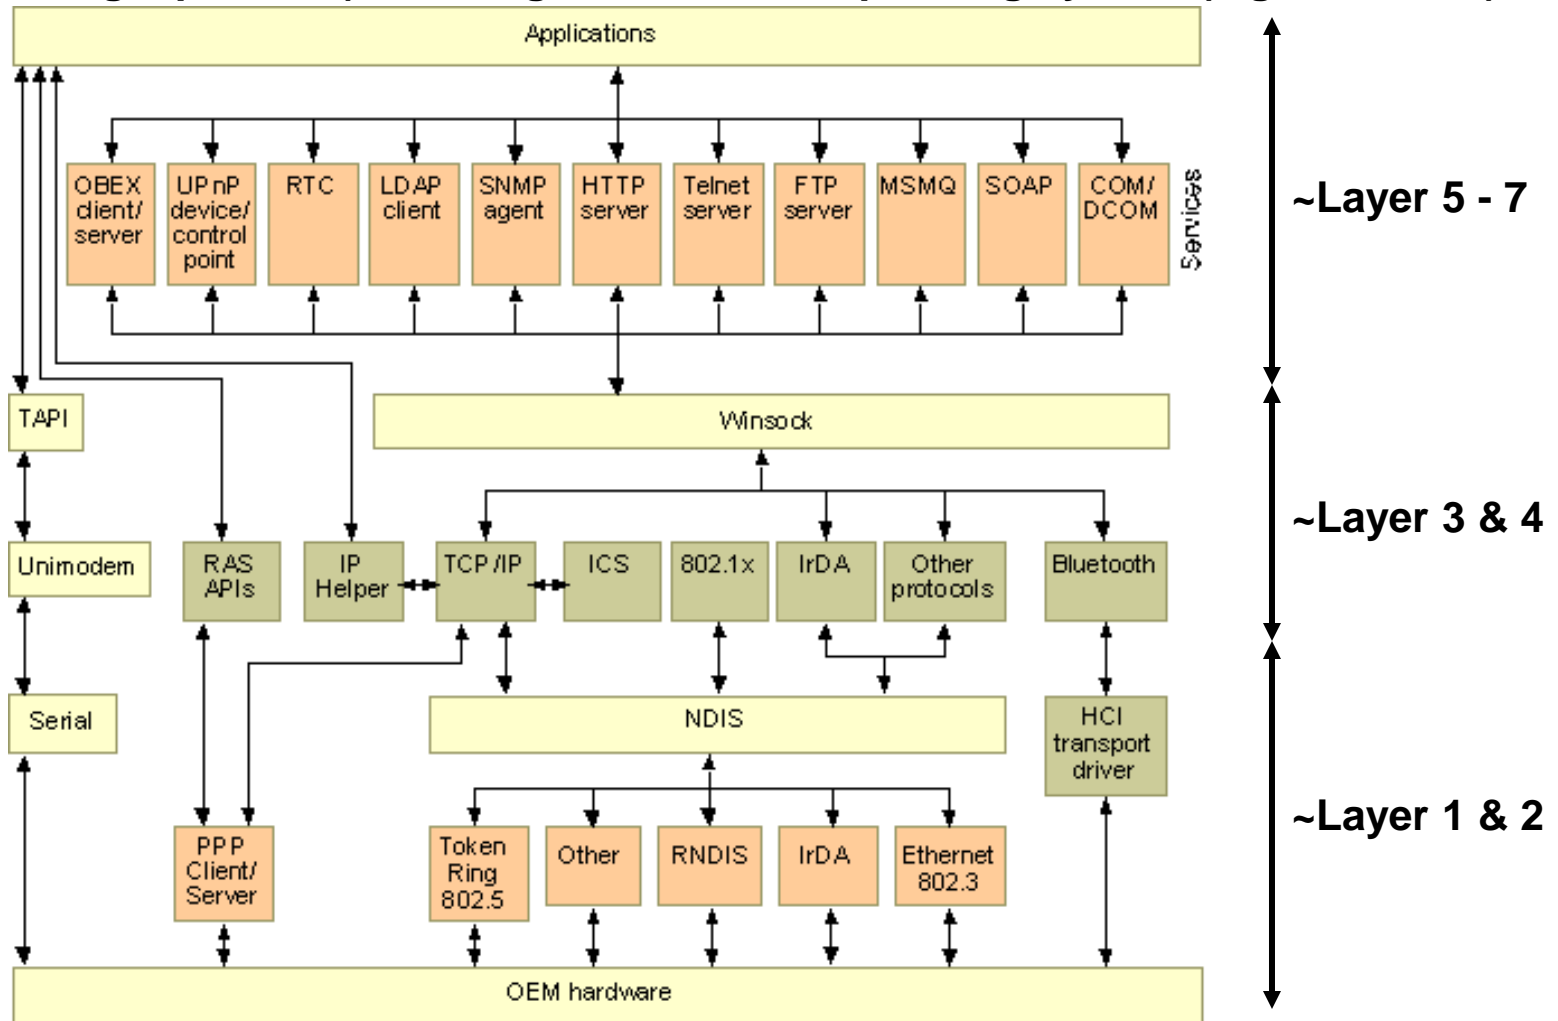 Applications
OBEX
client/
server
UPnP
device/
control
point
RTC
LDAP
client
SNMP
agent
HTTP
server
Telnet
server
FTP
server
MSMQ
SOAP
COM/
DCOM
Services
~Layer 5 - 7
TAPI
Winsock
~Layer 3 & 4
Unimodem
RAS
APIs
IP
Helper
TCP/IP
ICS
802.1x
IrDA
Other
protocols
Bluetooth
Serial
NDIS
HCI
transport
driver
~Layer 1 & 2
PPP
Client/
Server
Token
Ring
802.5
Other
RNDIS
IrDA
Ethernet
802.3
OEM hardware